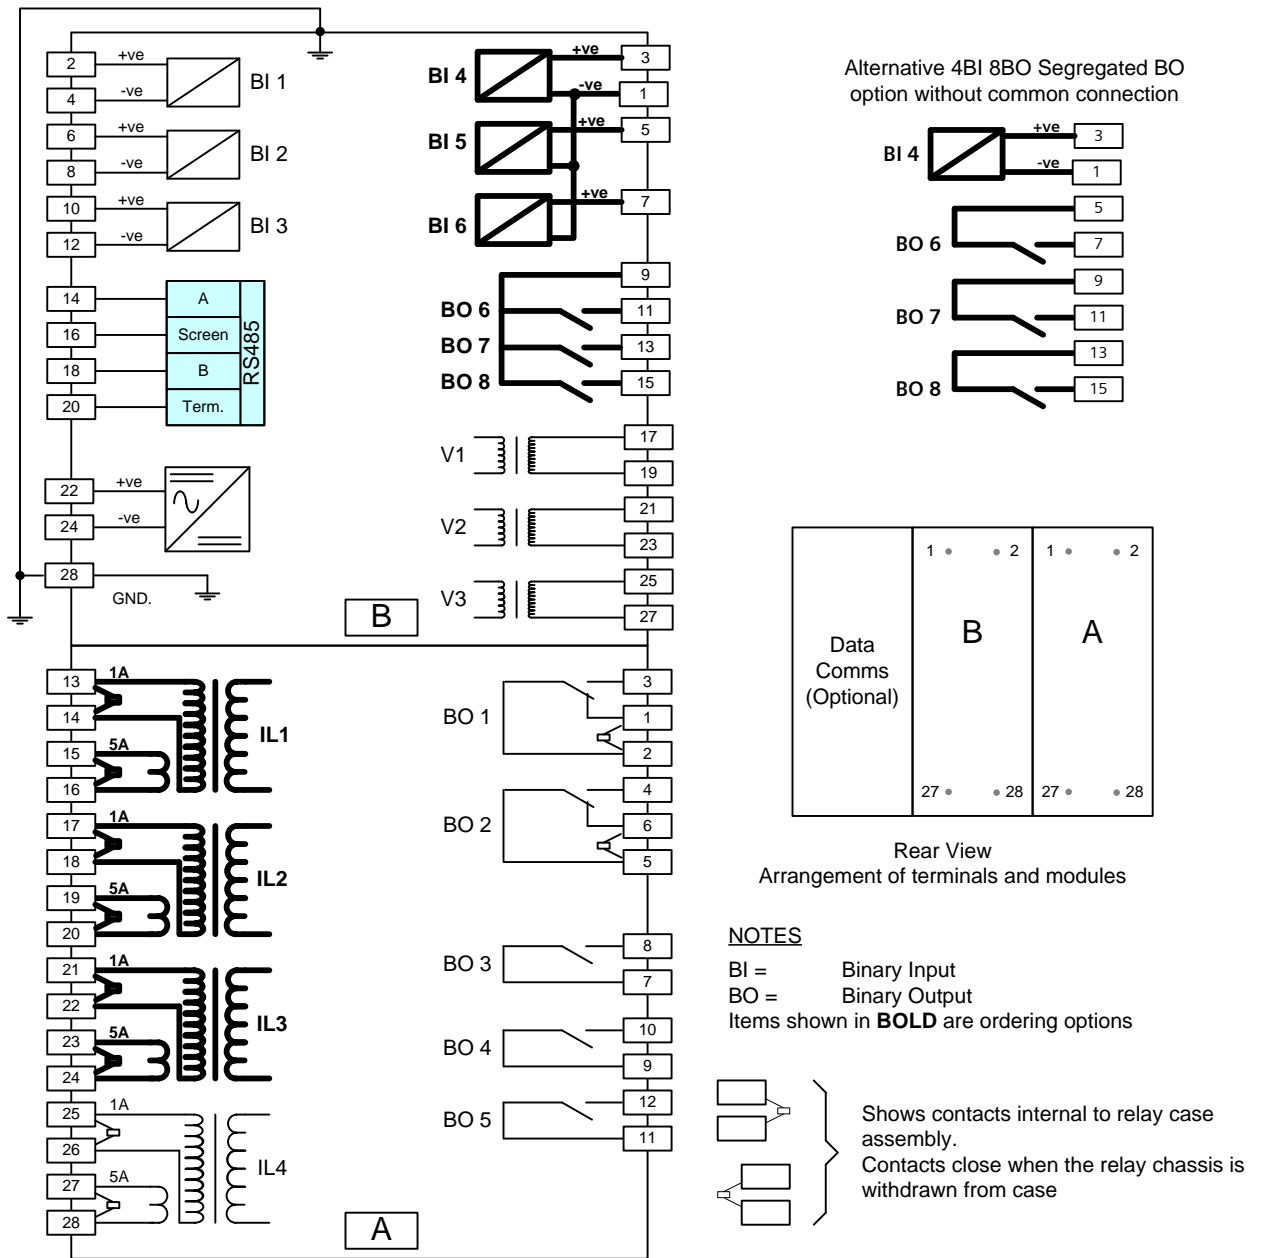 2
+ve
4
-ve
BI 1
6
+ve
8
-ve
BI 2
10
+ve
12
-ve
BI 3
14
A
16
Screen
18
B
20
Term.
RS485
22
+ve
24
-ve
28
GND.
BI 4
+ve
3
-ve
1
BI 5
+ve
5
BI 6
+ve
7
9
BO 6
11
BO 7
13
BO 8
15
V1
17
19
V2
21
23
V3
25
27
B
13
1A
14
15
5A
16
IL1
17
1A
18
19
5A
20
IL2
21
1A
22
23
5A
24
IL3
25
1A
26
27
5A
28
IL4
BO 1
3
1
2
BO 2
4
6
5
BO 3
8
7
BO 4
10
9
BO 5
12
11
A
Alternative 4BI 8BO Segregated BO
option without common connection
BI 4
+ve
3
-ve
1
5
BO 6
7
9
BO 7
11
13
BO 8
15
Data
Comms
(Optional)
1
2
B
27
28
1
2
A
27
28
Rear View
Arrangement of terminals and modules
NOTES
BI = Binary Input
BO = Binary Output
Items shown in BOLD are ordering options
Shows contacts internal to relay case
assembly.
Contacts close when the relay chassis is
withdrawn from case